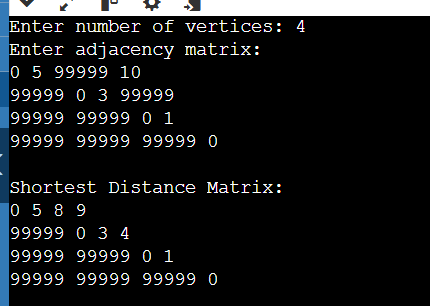 Enter number of vertices: 4
Enter adjacency matrix:
0 5 99999 10
99999 0 3 99999
99999 99999 0 1
99999 99999 99999 0
Shortest Distance Matrix:
0 5 8 9
99999 0 3 4
99999 99999 0 1
99999 99999 99999 0